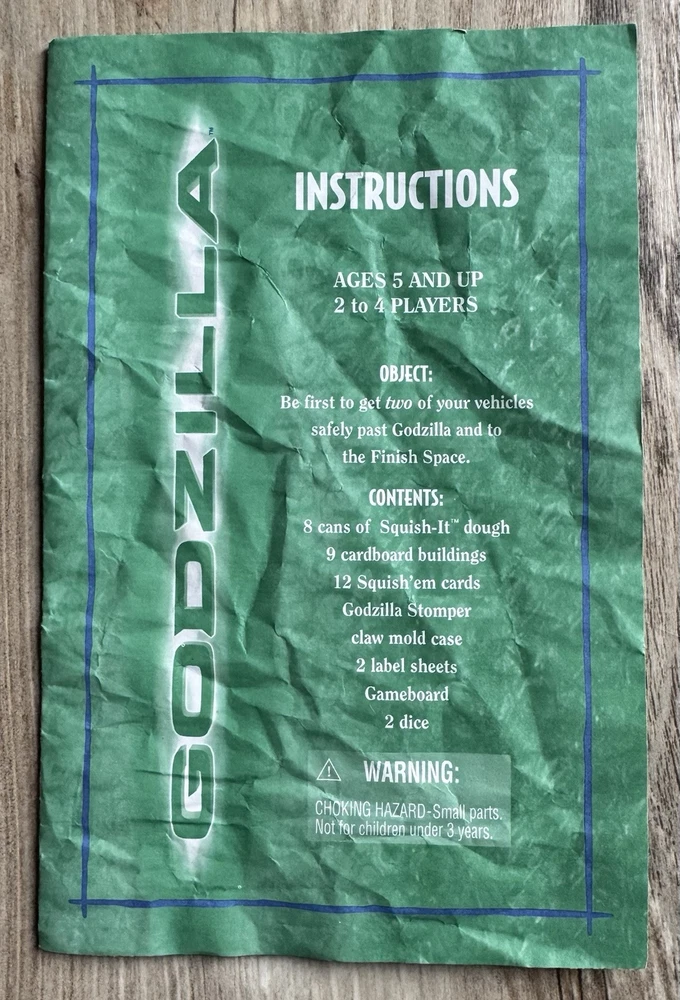 GODZILLA™
INSTRUCTIONS
AGES 5 AND UP
2 to 4 PLAYERS
OBJECT:
Be first to get two of your vehicles
safely past Godzilla and to
the Finish Space.
CONTENTS:
8 cans of Squish-It™ dough
9 cardboard buildings
12 Squish'em cards
Godzilla Stomper
claw mold case
2 label sheets
Gameboard
2 dice
⚠ WARNING:
CHOKING HAZARD-Small parts.
Not for children under 3 years.